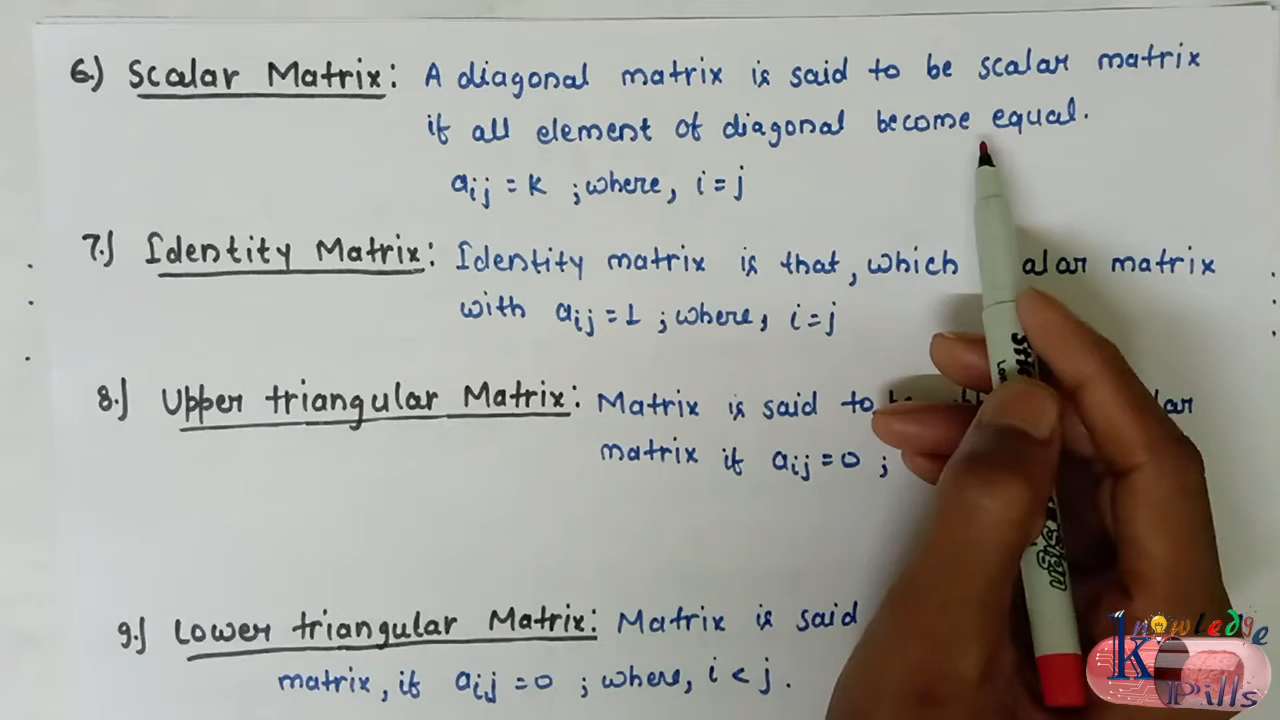 6.) Scalar Matrix: A diagonal matrix is said to be scalar matrix
if all element of diagonal become equal.
aij = K ; where, i = j
7.) Identity Matrix: Identity matrix is that, which alar matrix
with aij = 1 ; where, i = j
8.) Upper triangular Matrix: Matrix is said to lar
matrix if aij = 0 ;
9.) Lower triangular Matrix: Matrix is said
matrix, if aij = 0 ; where, i < j.
Knowledge
Pills